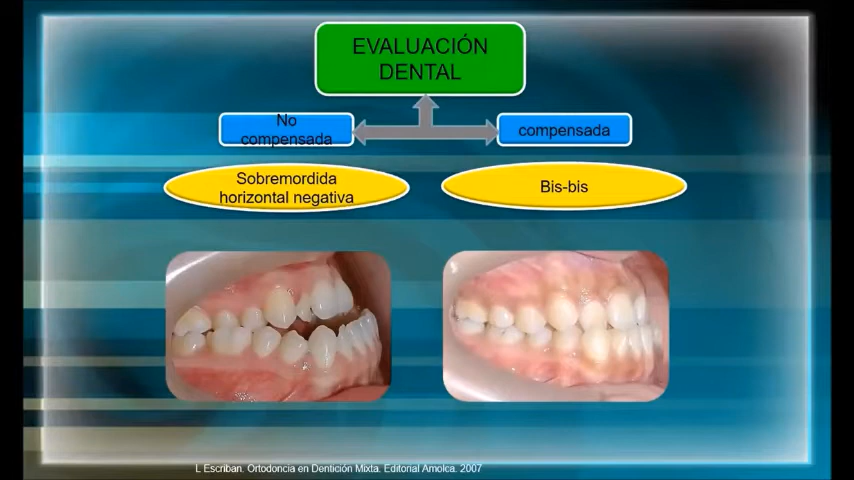 EVALUACIÓN
DENTAL
No
compensada
compensada
Sobremordida
horizontal negativa
Bis-bis
L Escriban. Ortodoncia en Dentición Mixta. Editorial Amolca. 2007